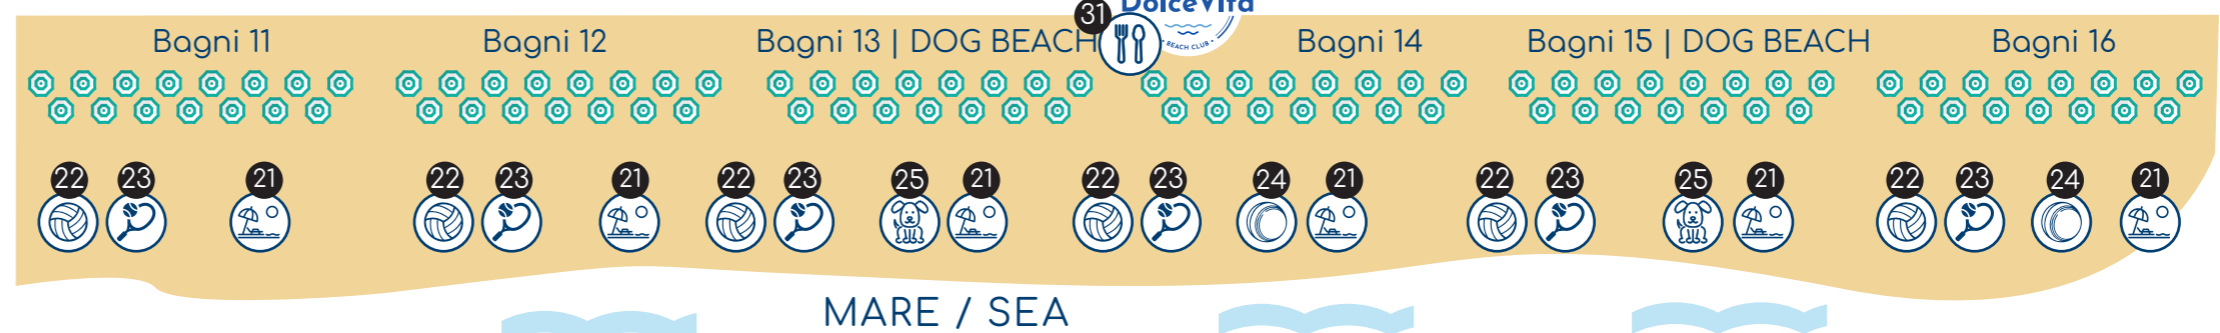 31 DolceVita
BEACH CLUB
Bagni 11 Bagni 12 Bagni 13 | DOG BEACH Bagni 14 Bagni 15 | DOG BEACH Bagni 16
22 23 21 22 23 21 22 23 25 21 22 23 24 21 22 23 25 21 22 23 24 21
MARE / SEA